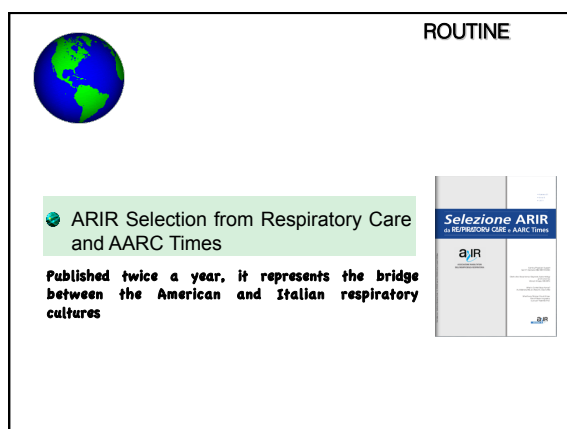 ROUTINE
ARIR Selection from Respiratory Care
and AARC Times
Published twice a year, it represents the bridge
between the American and Italian respiratory
cultures
Selezione ARIR
da RESPIRATORY CARE e AARC Times